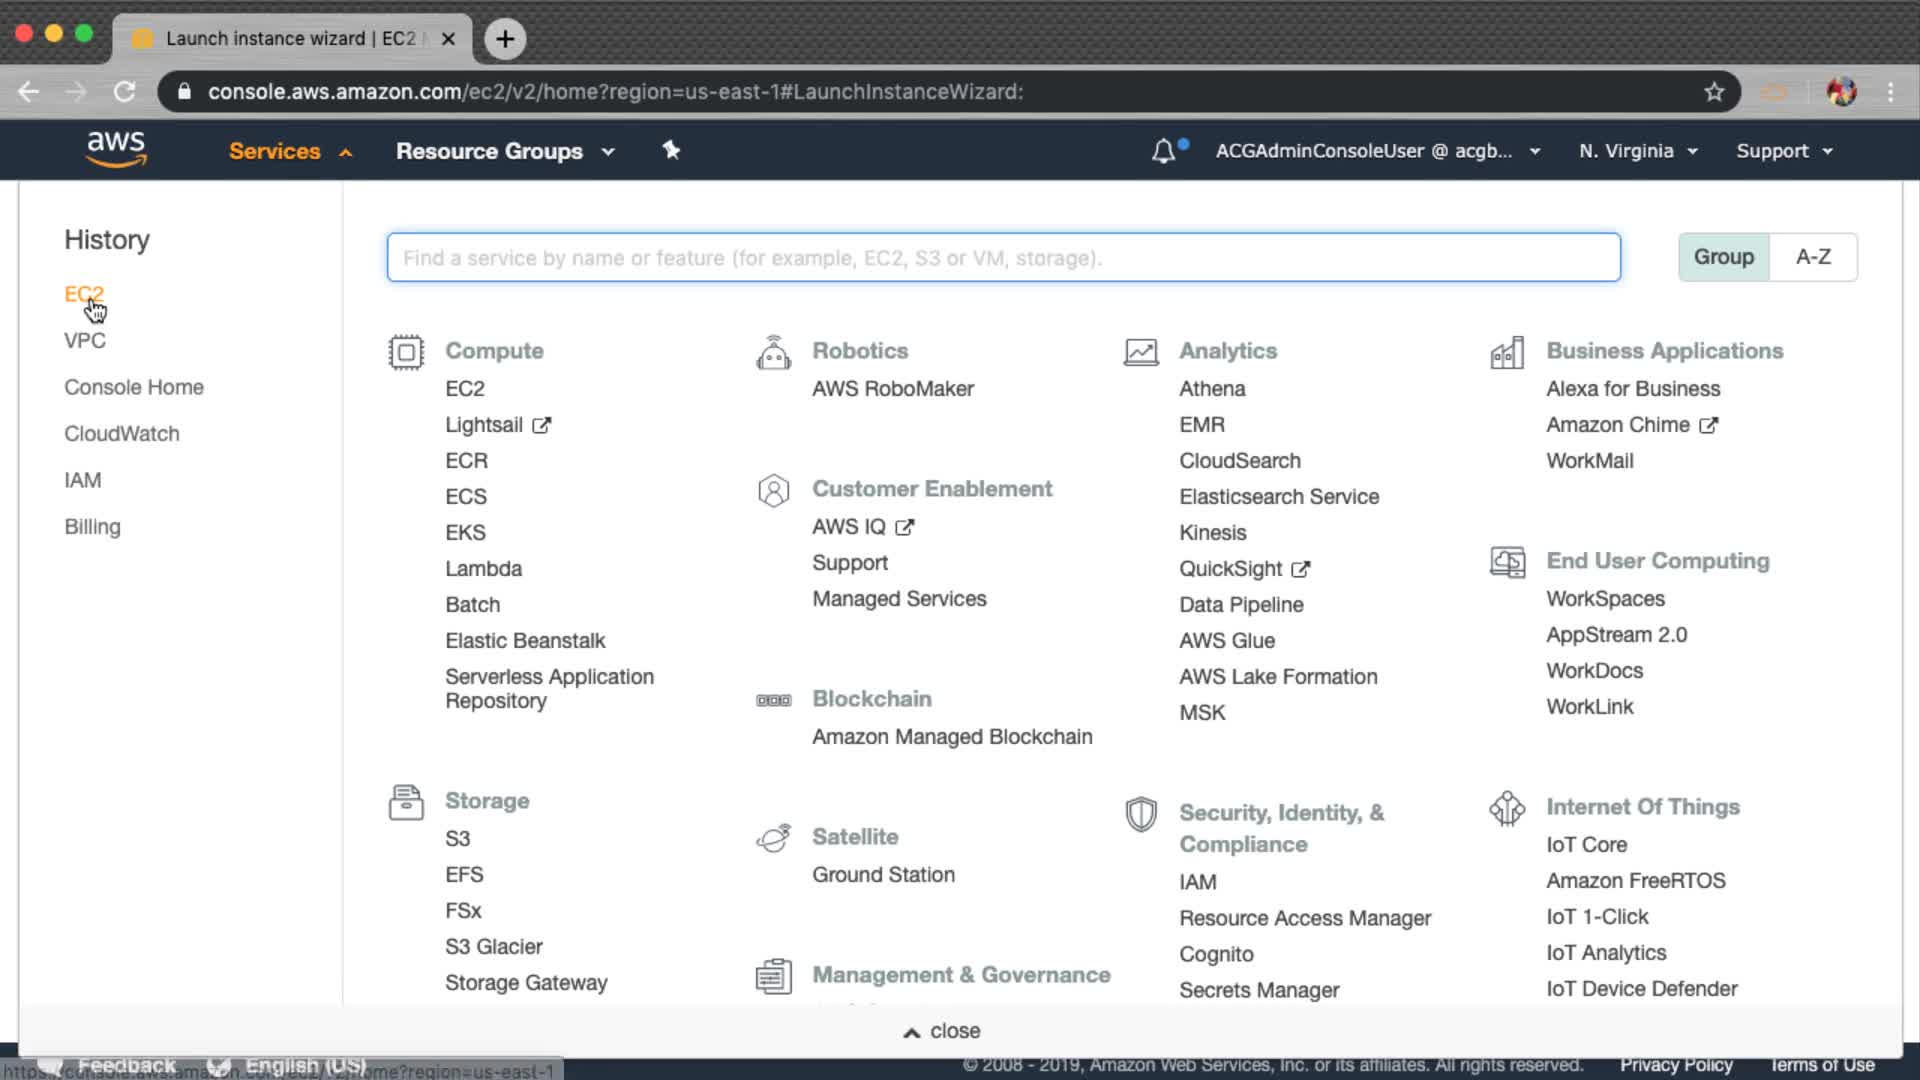 Launch instance wizard | EC2
console.aws.amazon.com/ec2/v2/home?region=us-east-1#LaunchInstanceWizard:
aws
Services
Resource Groups
ACGAdminConsoleUser @ acgb...
N. Virginia
Support
History
EC2
VPC
Console Home
CloudWatch
IAM
Billing
Find a service by name or feature (for example, EC2, S3 or VM, storage).
Group
A-Z
Compute
EC2
Lightsail
ECR
ECS
EKS
Lambda
Batch
Elastic Beanstalk
Serverless Application
Repository
Storage
S3
EFS
FSx
S3 Glacier
Storage Gateway
Robotics
AWS RoboMaker
Customer Enablement
AWS IQ
Support
Managed Services
Blockchain
Amazon Managed Blockchain
Satellite
Ground Station
Management & Governance
Analytics
Athena
EMR
CloudSearch
Elasticsearch Service
Kinesis
QuickSight
Data Pipeline
AWS Glue
AWS Lake Formation
MSK
Security, Identity, &
Compliance
IAM
Resource Access Manager
Cognito
Secrets Manager
Business Applications
Alexa for Business
Amazon Chime
WorkMail
End User Computing
WorkSpaces
AppStream 2.0
WorkDocs
WorkLink
Internet Of Things
IoT Core
Amazon FreeRTOS
IoT 1-Click
IoT Analytics
IoT Device Defender
close
Feedback
English (US)
https://console.aws.amazon.com/ec2/v2/home?region=us-east-1
© 2008 - 2019, Amazon Web Services, Inc. or its affiliates. All rights reserved.
Privacy Policy
Terms of Use